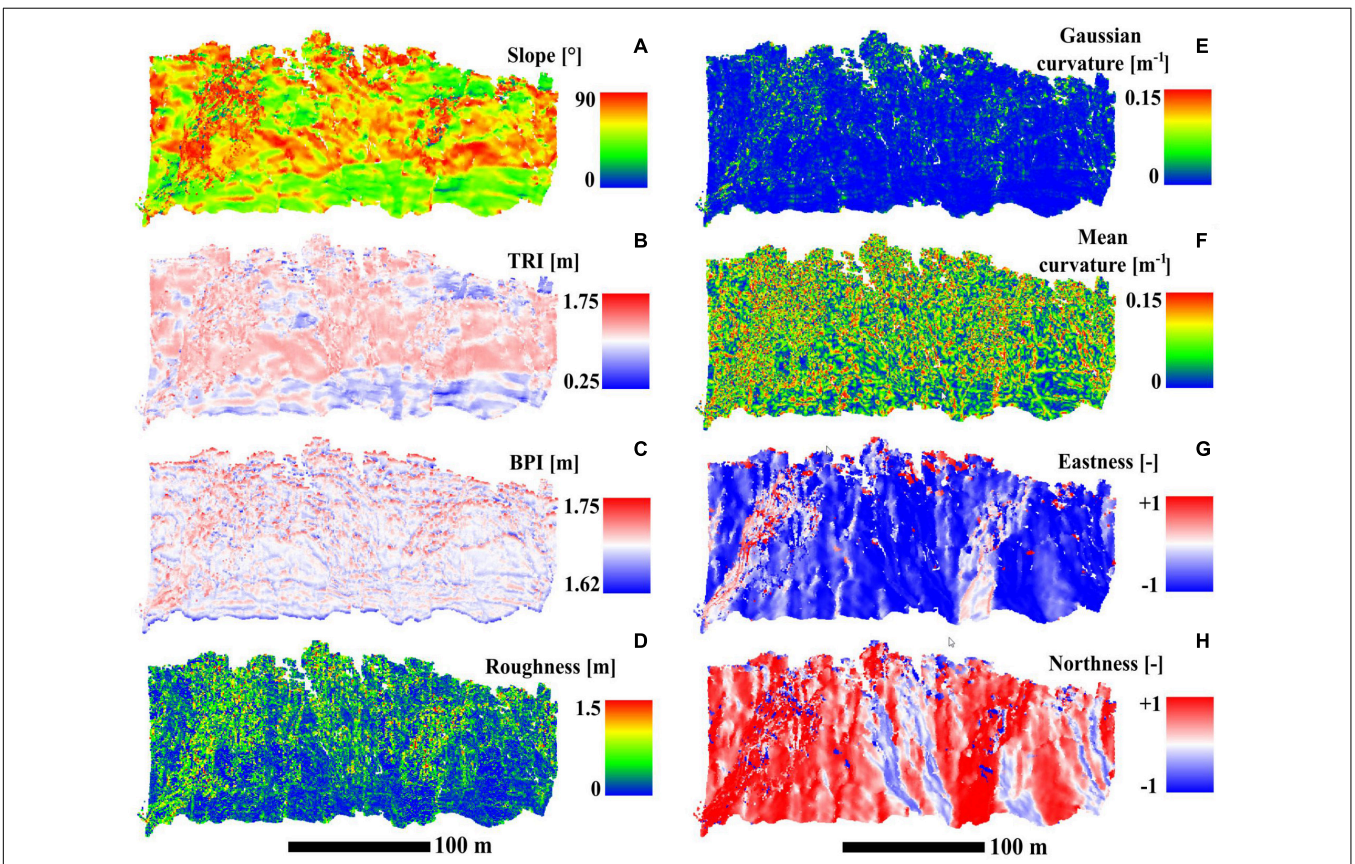 A
Slope [°]
90
0
B
TRI [m]
1.75
0.25
C
BPI [m]
1.75
1.62
D
Roughness [m]
1.5
0
100 m
E
Gaussian
curvature [m⁻¹]
0.15
0
F
Mean
curvature [m⁻¹]
0.15
0
G
Eastness [-]
+1
-1
H
Northness [-]
+1
-1
100 m